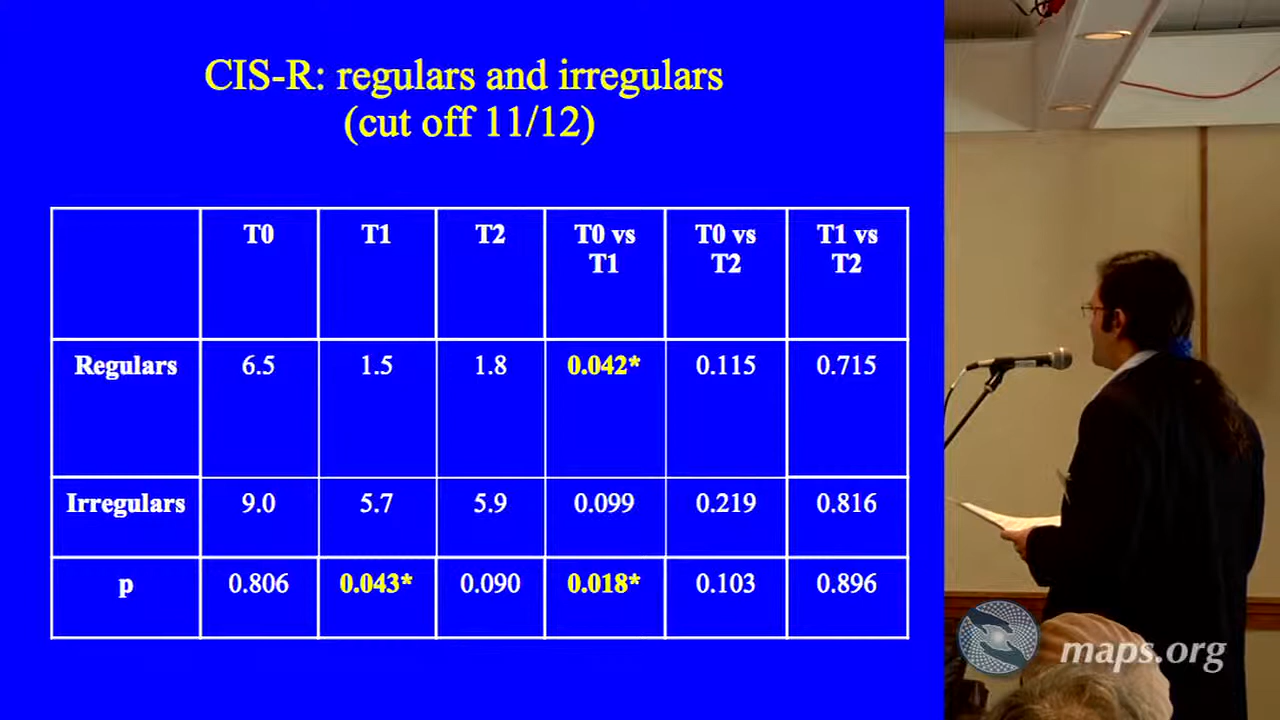 CIS-R: regulars and irregulars
(cut off 11/12)
T0 T1 T2 T0 vs T1 T0 vs T2 T1 vs T2
Regulars 6.5 1.5 1.8 0.042* 0.115 0.715
Irregulars 9.0 5.7 5.9 0.099 0.219 0.816
p 0.806 0.043* 0.090 0.018* 0.103 0.896
maps.org